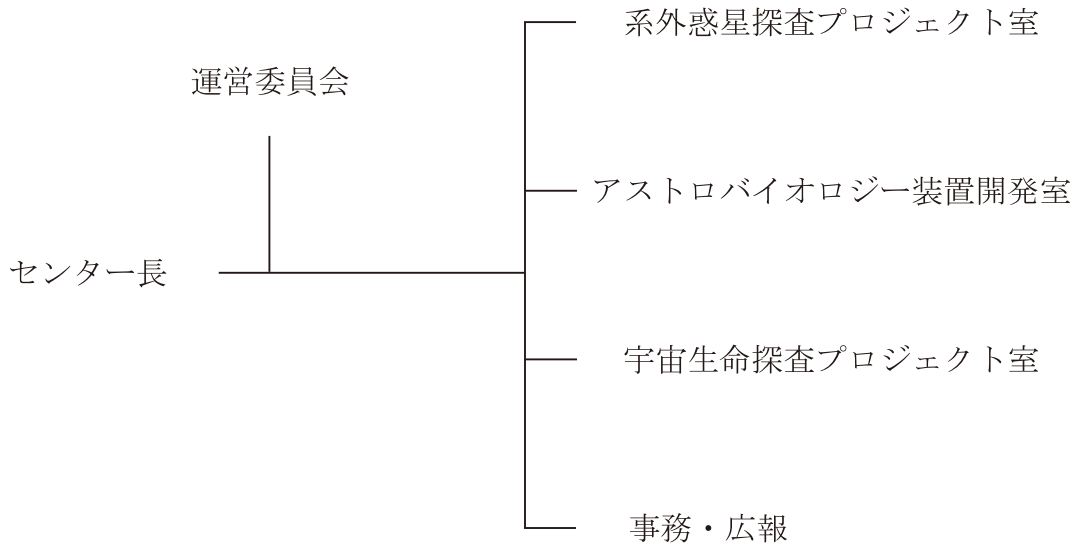 系外惑星探査プロジェクト室
運営委員会
アストロバイオロジー装置開発室
センター長
宇宙生命探査プロジェクト室
事務・広報